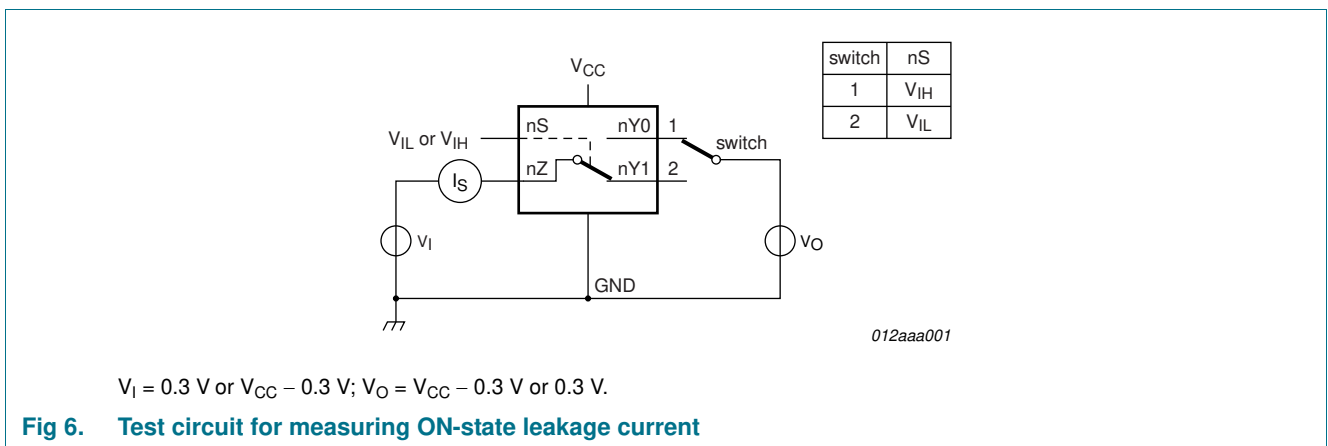 switch nS
1 VIH
2 VIL
VCC
VIL or VIH
nS
nY0
1
switch
nZ
nY1
2
IS
VI
VO
GND
012aaa001
VI = 0.3 V or VCC − 0.3 V; VO = VCC − 0.3 V or 0.3 V.
Fig 6. Test circuit for measuring ON-state leakage current